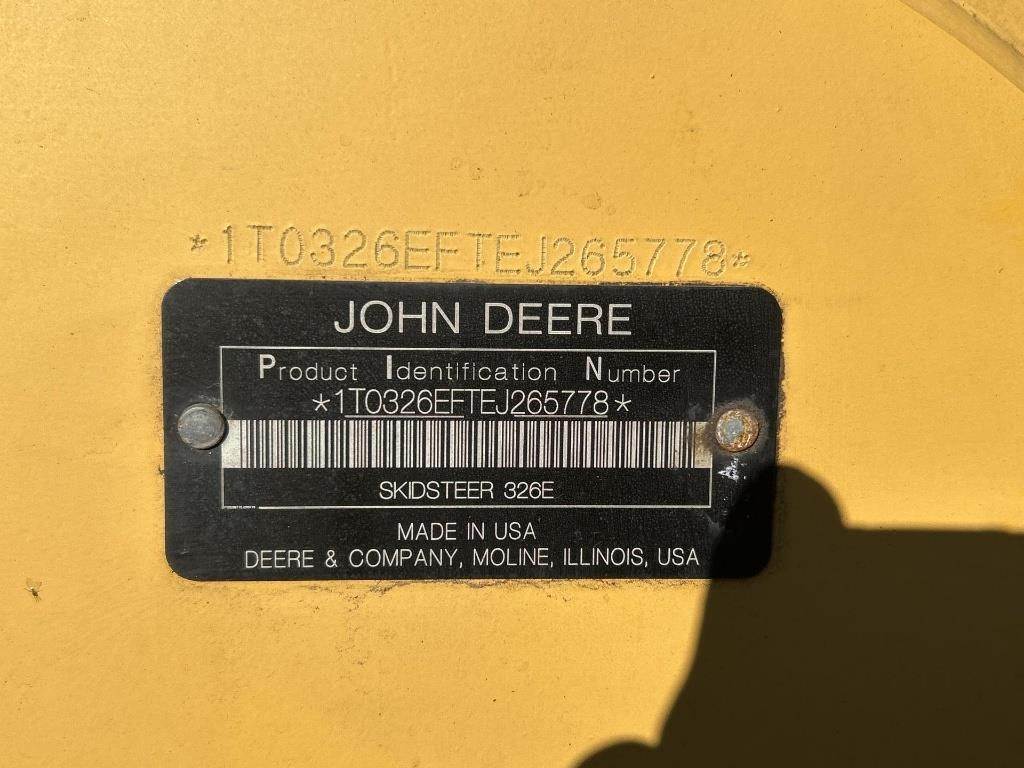 *1T0326EFTEJ265778*
JOHN DEERE
Product Identification Number
*1T0326EFTEJ265778*
SKIDSTEER 326E
MADE IN USA
DEERE & COMPANY, MOLINE, ILLINOIS, USA